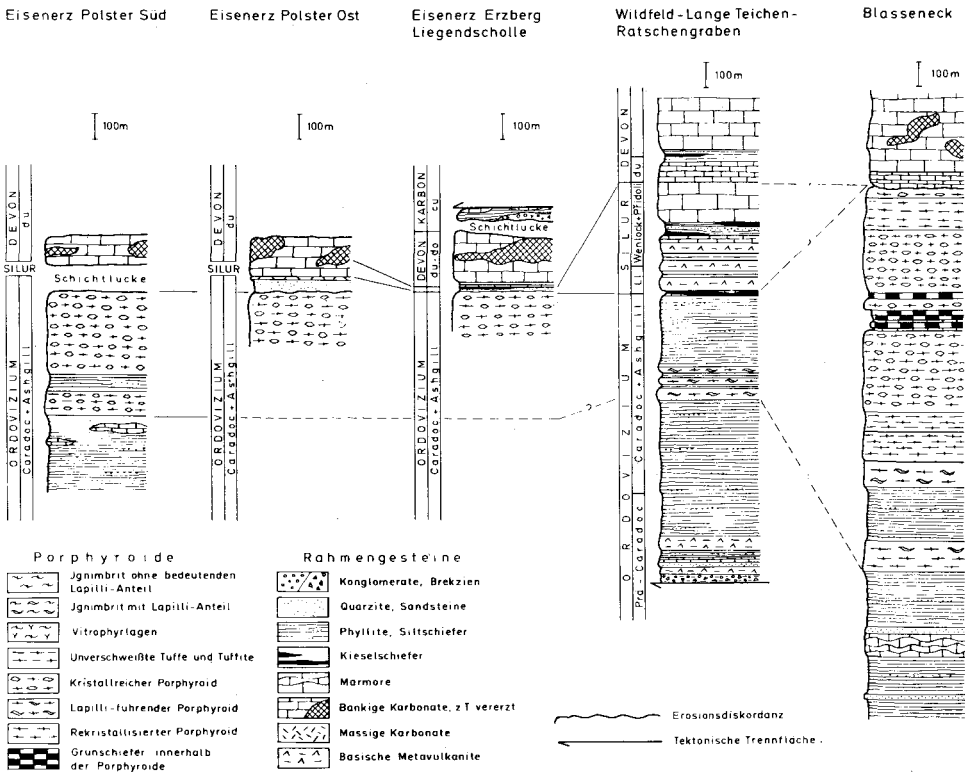 Eisenerz Polster Süd
Eisenerz Polster Ost
Eisenerz Erzberg
Liegendscholle
Wildfeld - Lange Teichen -
Ratschengraben
Blasseneck
100m
100m
100m
100m
100m
DEVON
du
SILUR
ORDOVIZIUM
Caradoc + Ashgill
Schichtlücke
DEVON
du
SILUR
ORDOVIZIUM
Caradoc + Ashgill
KARBON
cu
DEVON
du-do
ORDOVIZIUM
Caradoc + Ashgill
Schichtlücke
DEVON
du
SILUR
Wenlock + Pridoli
ORDOVIZIUM
Caradoc + Ashgill
Prä-Caradoc
Porphyroide
Jgnimbrit ohne bedeutenden
Lapilli-Anteil
Jgnimbrit mit Lapilli-Anteil
Vitrophyrlagen
Unverschweißte Tuffe und Tuffite
Kristallreicher Porphyroid
Lapilli-führender Porphyroid
Rekristallisierter Porphyroid
Grünschiefer innerhalb
der Porphyroide
Rahmengesteine
Konglomerate, Brekzien
Quarzite, Sandsteine
Phyllite, Siltschiefer
Kieselschiefer
Marmore
Bankige Karbonate, z T vererzt
Massige Karbonate
Basische Metavulkanite
Erosionsdiskordanz
Tektonische Trennfläche.